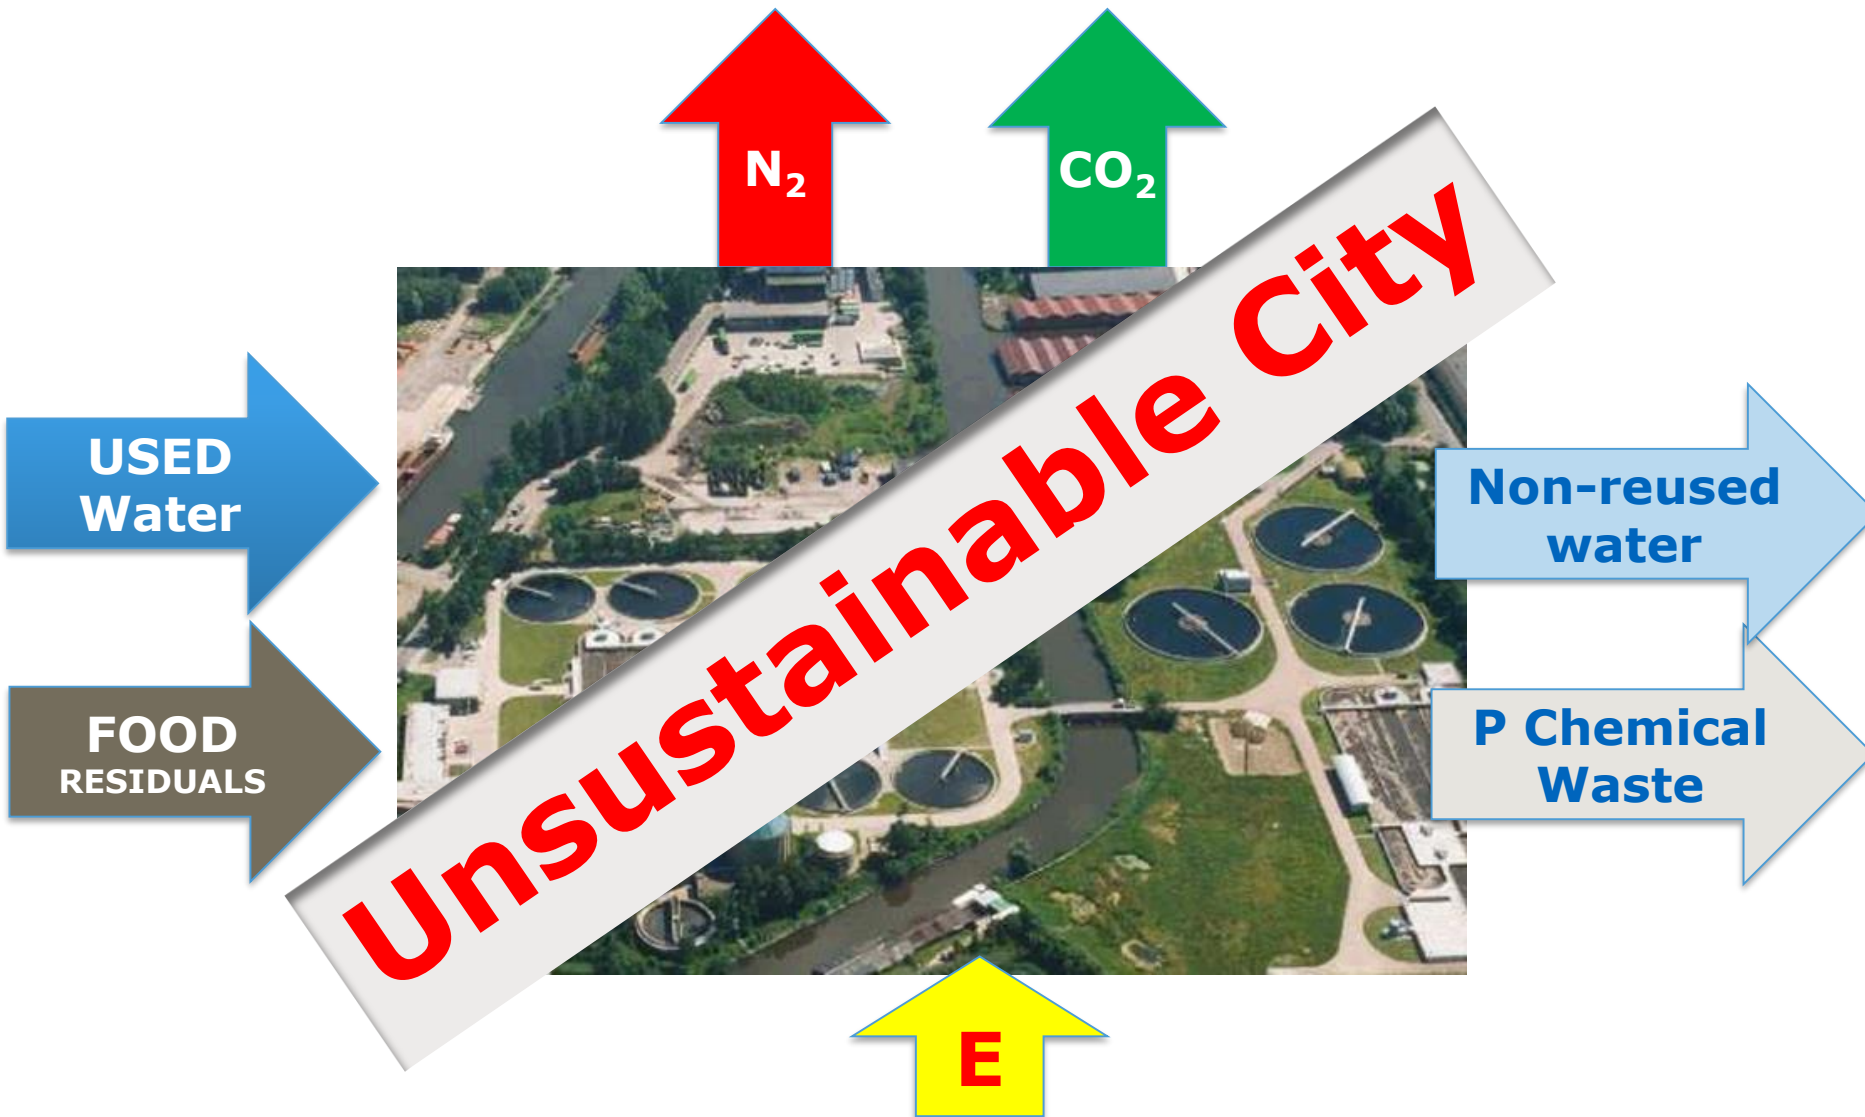 N₂
CO₂
Unsustainable City
USED
Water
Non-reused
water
FOOD
RESIDUALS
P Chemical
Waste
E